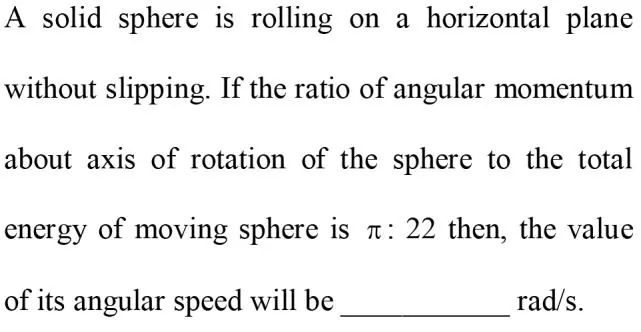 A solid sphere is rolling on a horizontal plane
without slipping. If the ratio of angular momentum
about axis of rotation of the sphere to the total
energy of moving sphere is π : 22 then, the value
of its angular speed will be ____________ rad/s.